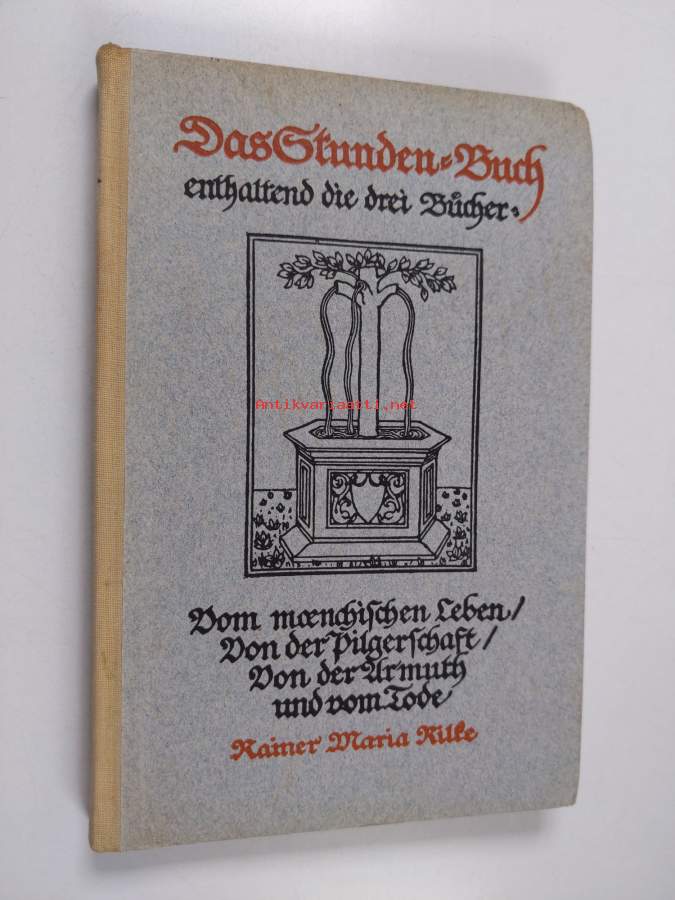 Das Stunden=Buch
enthaltend die drei Bücher=
Antikvariaatti.net
Vom mœnchischen Leben/
Von der Pilgerschaft/
Von der Armuth
und vom Tode
Rainer Maria Rilke